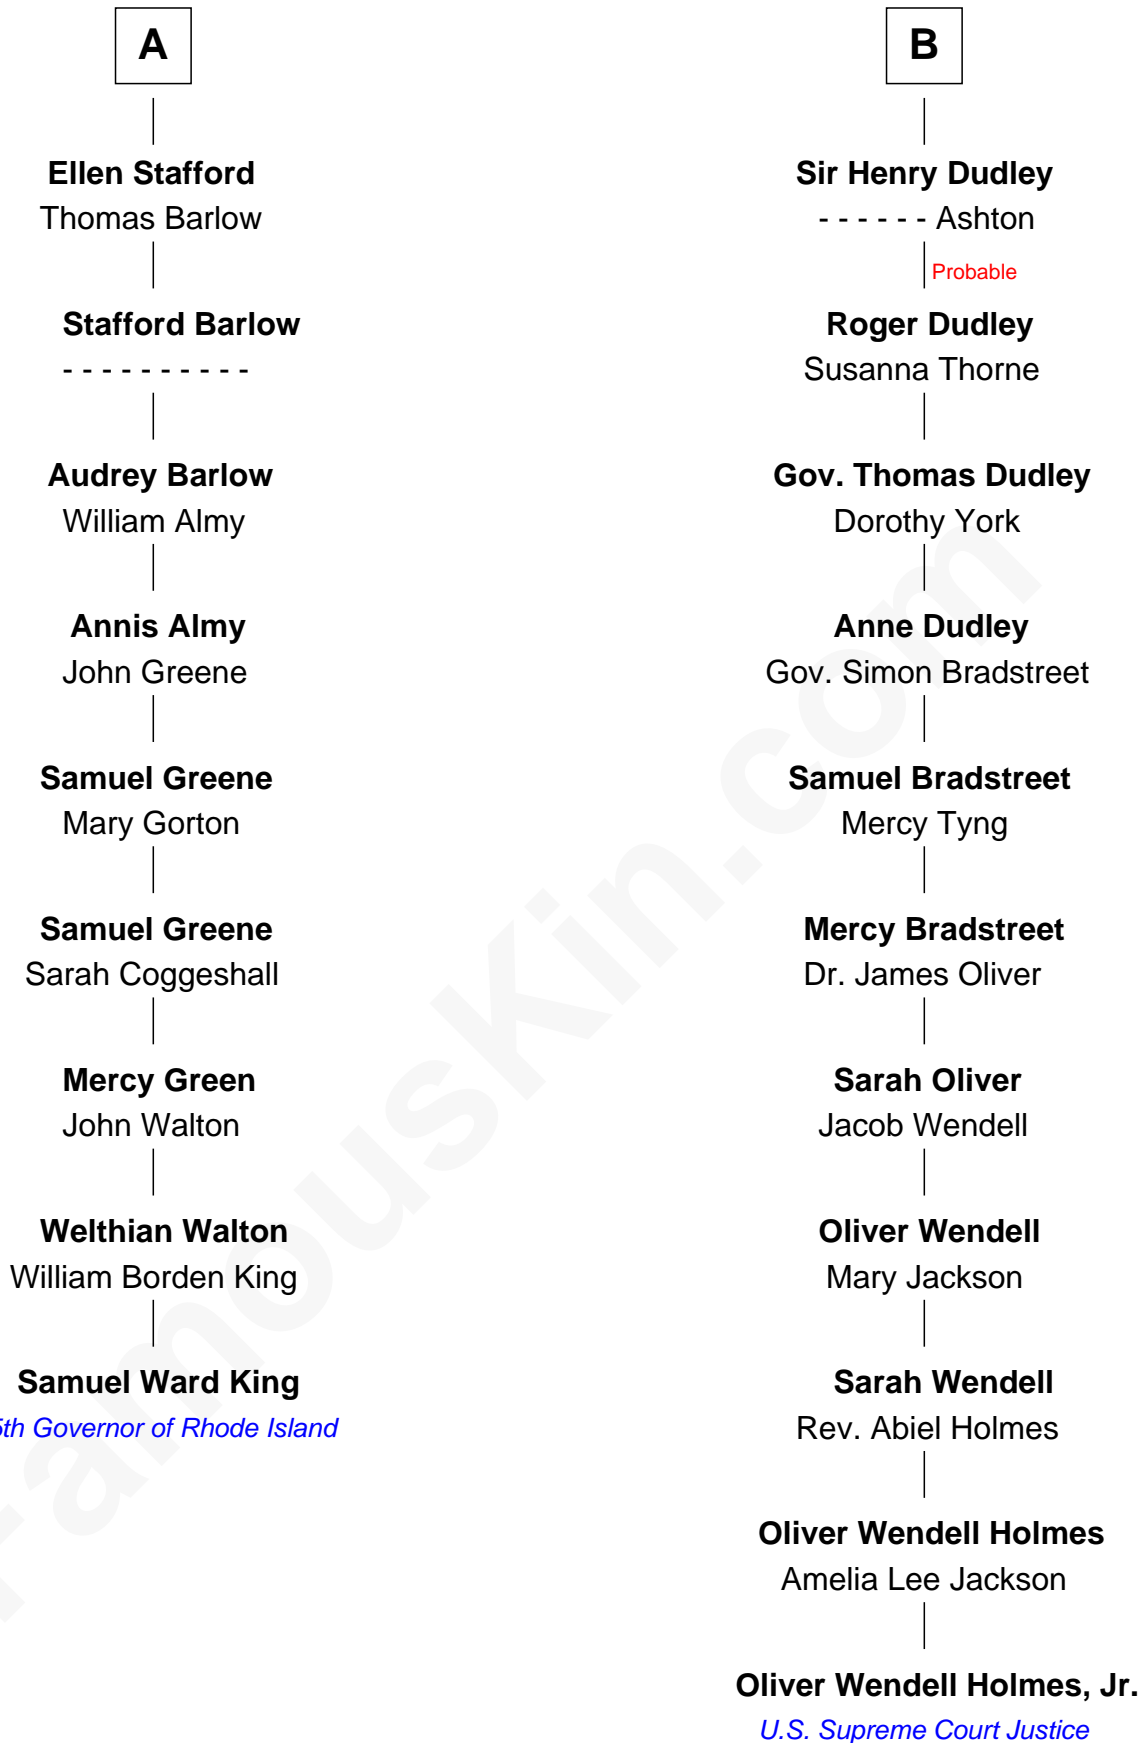 A
Ellen Stafford
Thomas Barlow
Stafford Barlow
- - - - - - - - - -
Audrey Barlow
William Almy
Annis Almy
John Greene
Samuel Greene
Mary Gorton
Samuel Greene
Sarah Coggeshall
Mercy Green
John Walton
Welthian Walton
William Borden King
Samuel Ward King
5th Governor of Rhode Island
B
Sir Henry Dudley
- - - - - - Ashton
Probable
Roger Dudley
Susanna Thorne
Gov. Thomas Dudley
Dorothy York
Anne Dudley
Gov. Simon Bradstreet
Samuel Bradstreet
Mercy Tyng
Mercy Bradstreet
Dr. James Oliver
Sarah Oliver
Jacob Wendell
Oliver Wendell
Mary Jackson
Sarah Wendell
Rev. Abiel Holmes
Oliver Wendell Holmes
Amelia Lee Jackson
Oliver Wendell Holmes, Jr.
U.S. Supreme Court Justice
FamousKin.com